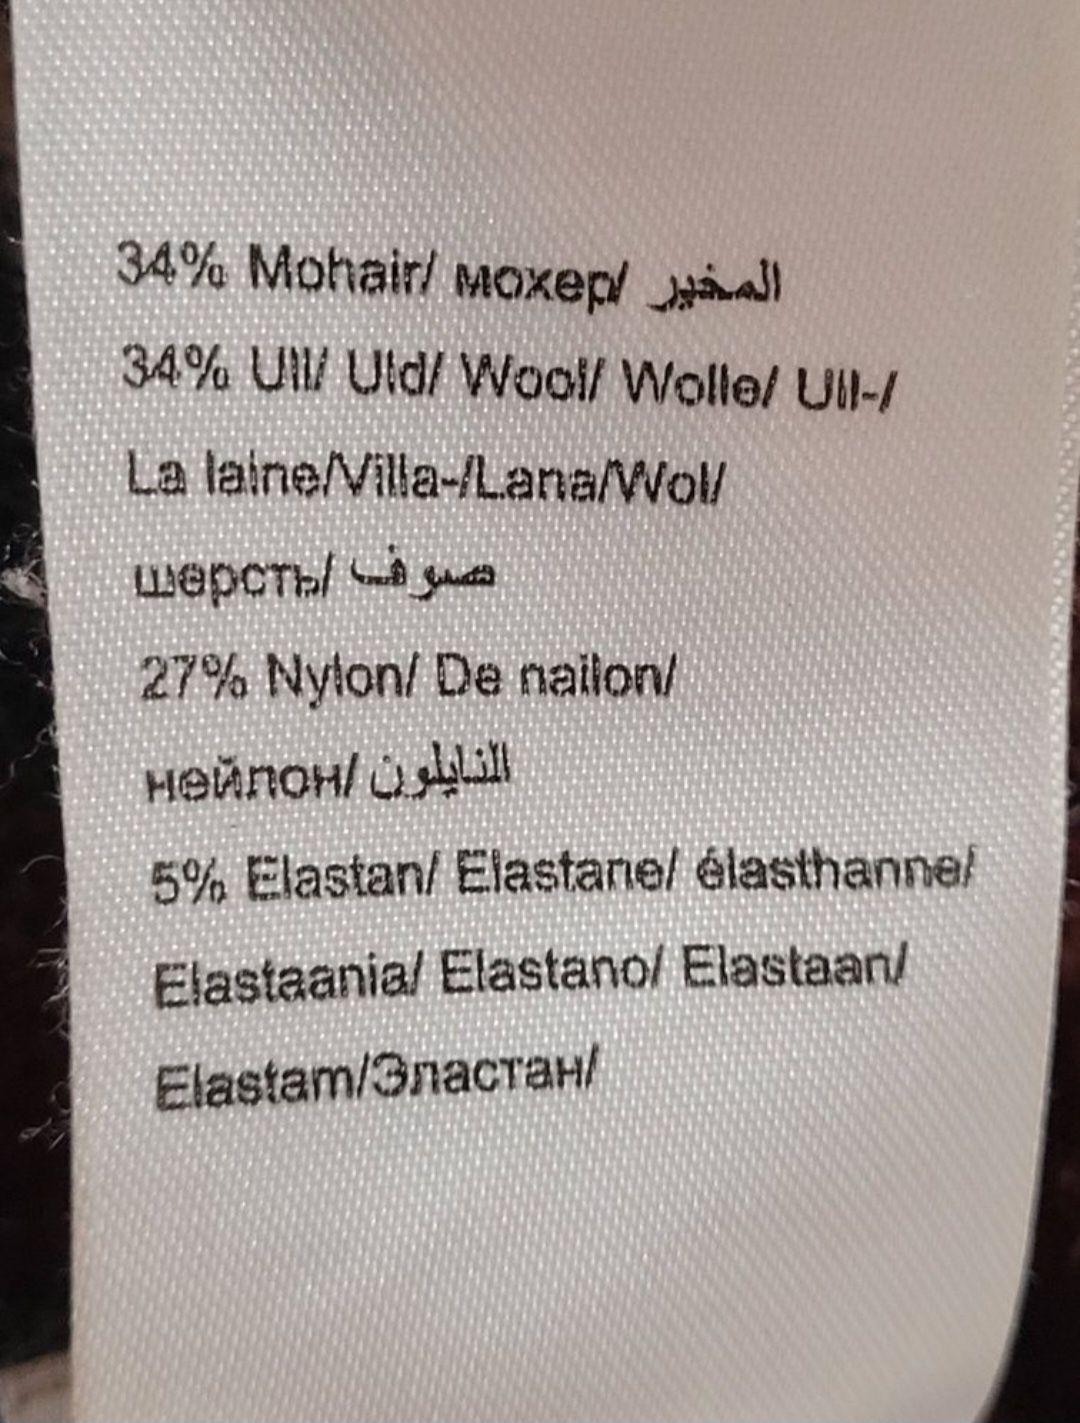 34% Mohair/ мохер/ المخير
34% Ull/ Uld/ Wool/ Wolle/ Ull-/
La laine/Villa-/Lana/Wol/
шерсть/ صوف
27% Nylon/ De nailon/
нейлон/ النايلون
5% Elastan/ Elastane/ élasthanne/
Elastaania/ Elastano/ Elastaan/
Elastam/Эластан/